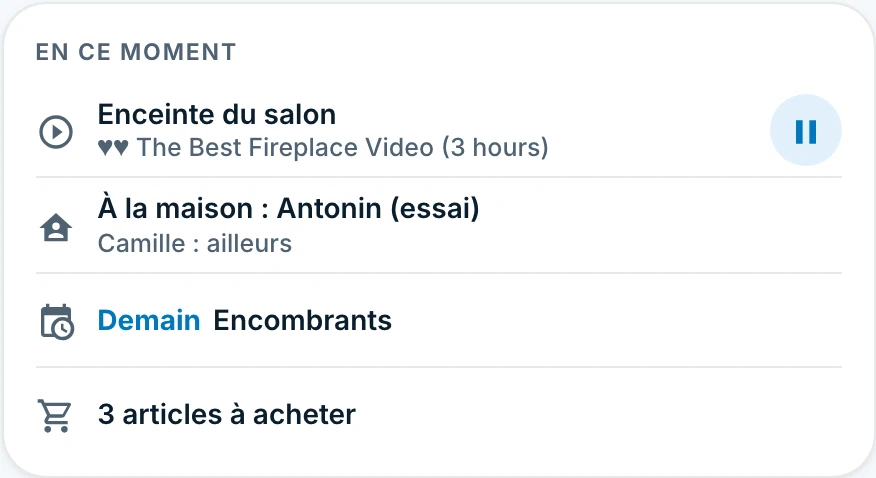 EN CE MOMENT
Enceinte du salon
♥♥ The Best Fireplace Video (3 hours)
À la maison : Antonin (essai)
Camille : ailleurs
Demain Encombrants
3 articles à acheter